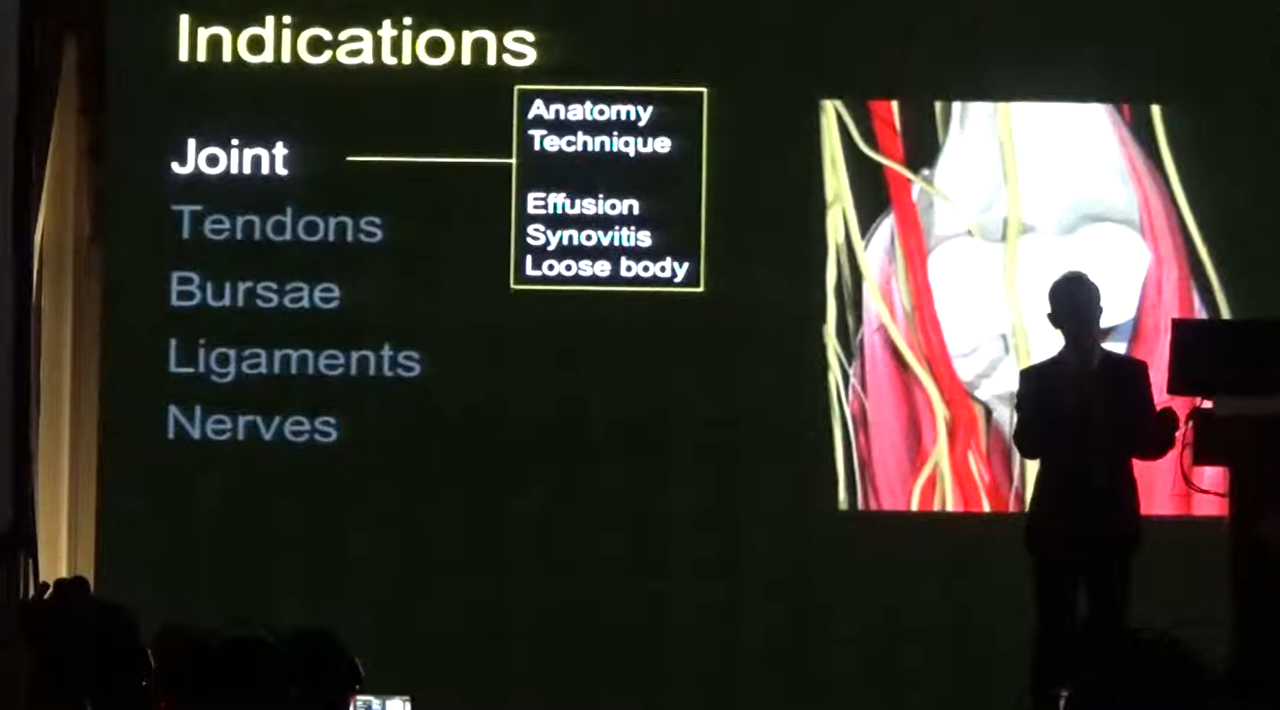 Indications
Joint
Anatomy
Technique
Effusion
Synovitis
Loose body
Tendons
Bursae
Ligaments
Nerves